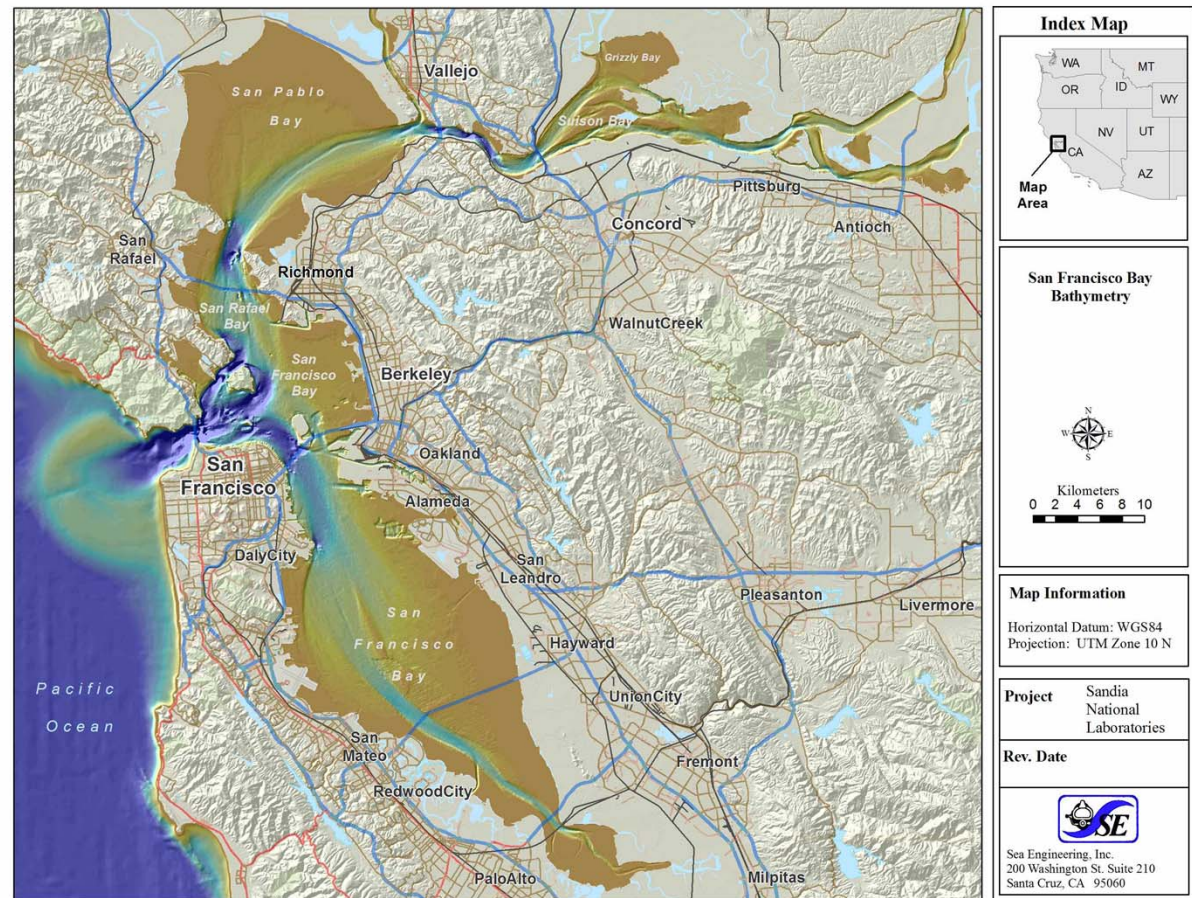 San Pablo
Bay
Vallejo
Grizzly Bay
Suison Bay
Pittsburg
Antioch
Concord
San
Rafael
Richmond
San Rafael
Bay
WalnutCreek
San
Francisco
Bay
Berkeley
Oakland
San
Francisco
Alameda
DalyCity
San
Leandro
Pleasanton
Livermore
San
Francisco
Bay
Hayward
UnionCity
Pacific
Ocean
San
Mateo
Fremont
RedwoodCity
PaloAlto
Milpitas
Index Map
WA
MT
OR
ID
WY
NV
UT
CA
AZ
Map
Area
San Francisco Bay
Bathymetry
N
W E
S
Kilometers
0 2 4 6 8 10
Map Information
Horizontal Datum: WGS84
Projection: UTM Zone 10 N
Project Sandia
National
Laboratories
Rev. Date
SE
Sea Engineering, Inc.
200 Washington St. Suite 210
Santa Cruz, CA 95060